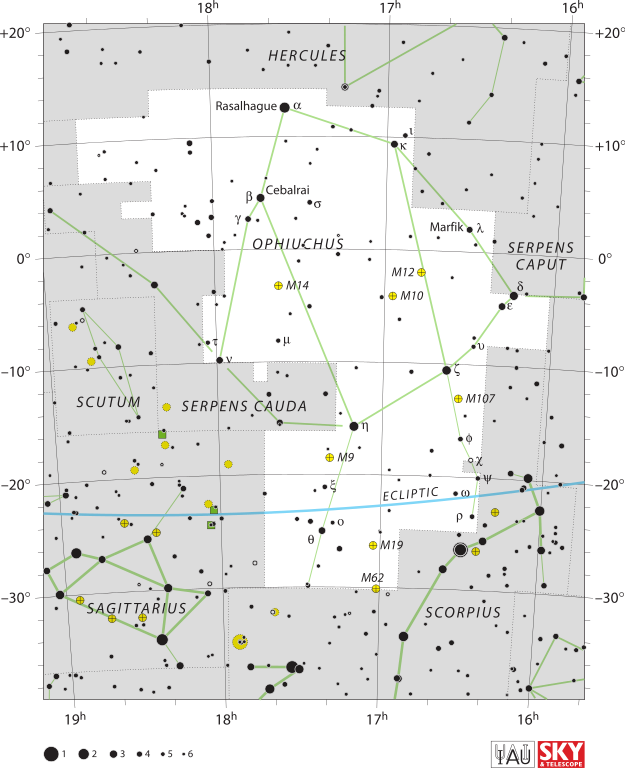 18h 17h 16h
+20° +20°
HERCULES
Rasalhague α
ι
+10° κ +10°
β Cebalrai
σ
γ
Marfik λ
OPHIUCHUS
SERPENS
CAPUT
0° 0°
M12
M14
δ
M10
ε
τ μ υ
ν
ζ
-10° -10°
SCUTUM
SERPENS CAUDA
M107
η
ϕ
M9
χ
ψ
-20° ξ -20°
ECLIPTIC
ω
ο
ρ
θ
M19
M62
-30° -30°
SAGITTARIUS
SCORPIUS
19h 18h 17h 16h
1 2 3 4 5 6
IAU
SKY
& TELESCOPE